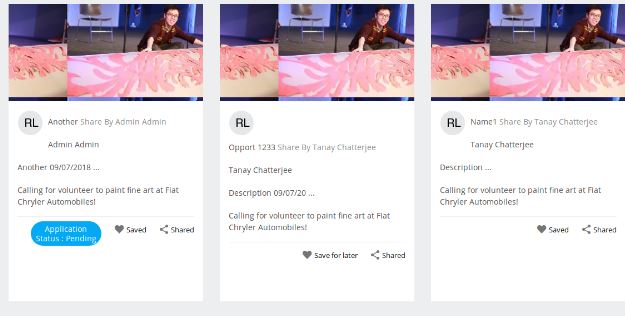 RL
Another Share By Admin Admin
Admin Admin
Another 09/07/2018 ...
Calling for volunteer to paint fine art at Fiat
Chryler Automobiles!
Application
Status : Pending
Saved
Shared
RL
Opport 1233 Share By Tanay Chatterjee
Tanay Chatterjee
Description 09/07/20 ...
Calling for volunteer to paint fine art at Fiat
Chryler Automobiles!
Save for later
Shared
RL
Name1 Share By Tanay Chatterjee
Tanay Chatterjee
Description ...
Calling for volunteer to paint fine art at Fiat
Chryler Automobiles!
Saved
Shared